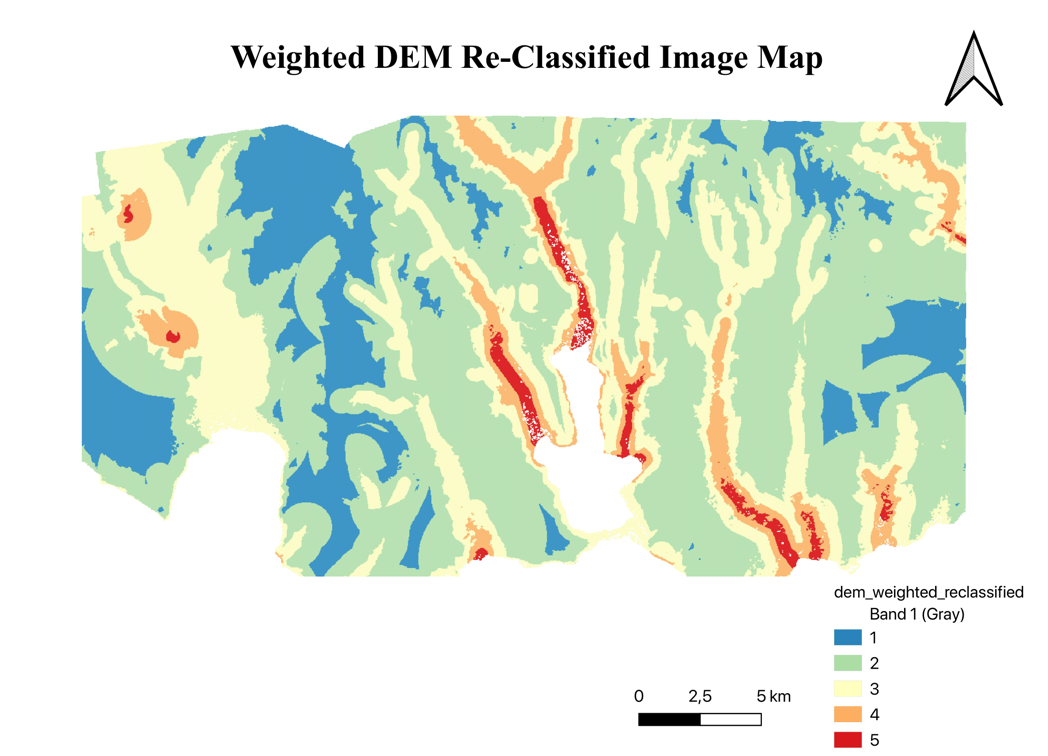 Weighted DEM Re-Classified Image Map
dem_weighted_reclassified
Band 1 (Gray)
1
2
3
4
5
0 2,5 5 km